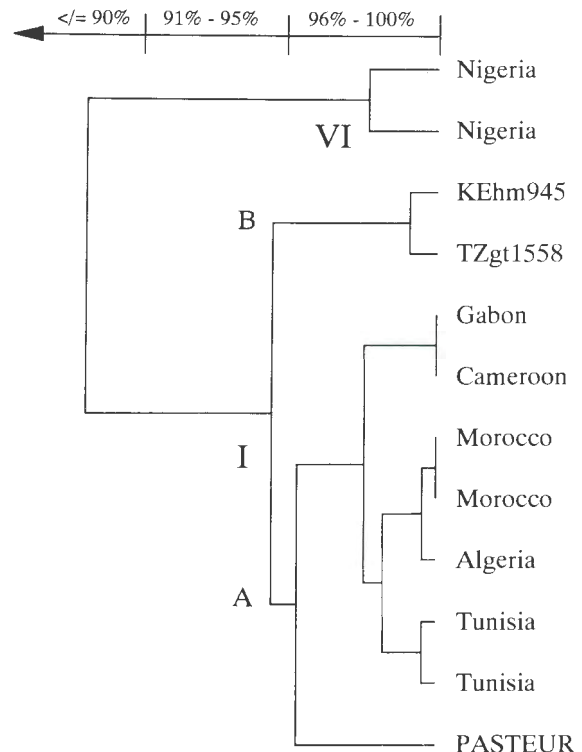 </= 90% 91% - 95% 96% - 100%
Nigeria
Nigeria
VI
KEhm945
B
TZgt1558
Gabon
Cameroon
Morocco
I
Morocco
Algeria
A
Tunisia
Tunisia
PASTEUR